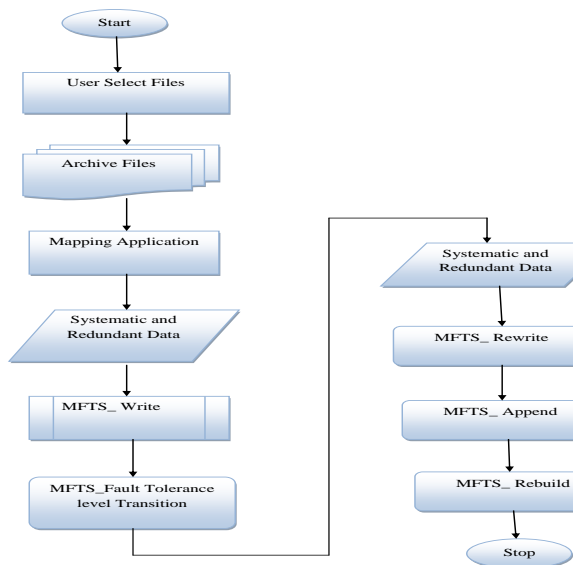 Start
User Select Files
Archive Files
Mapping Application
Systematic and
Redundant Data
MFTS_ Write
MFTS_Fault Tolerance
level Transition
Systematic and
Redundant Data
MFTS_ Rewrite
MFTS_ Append
MFTS_ Rebuild
Stop